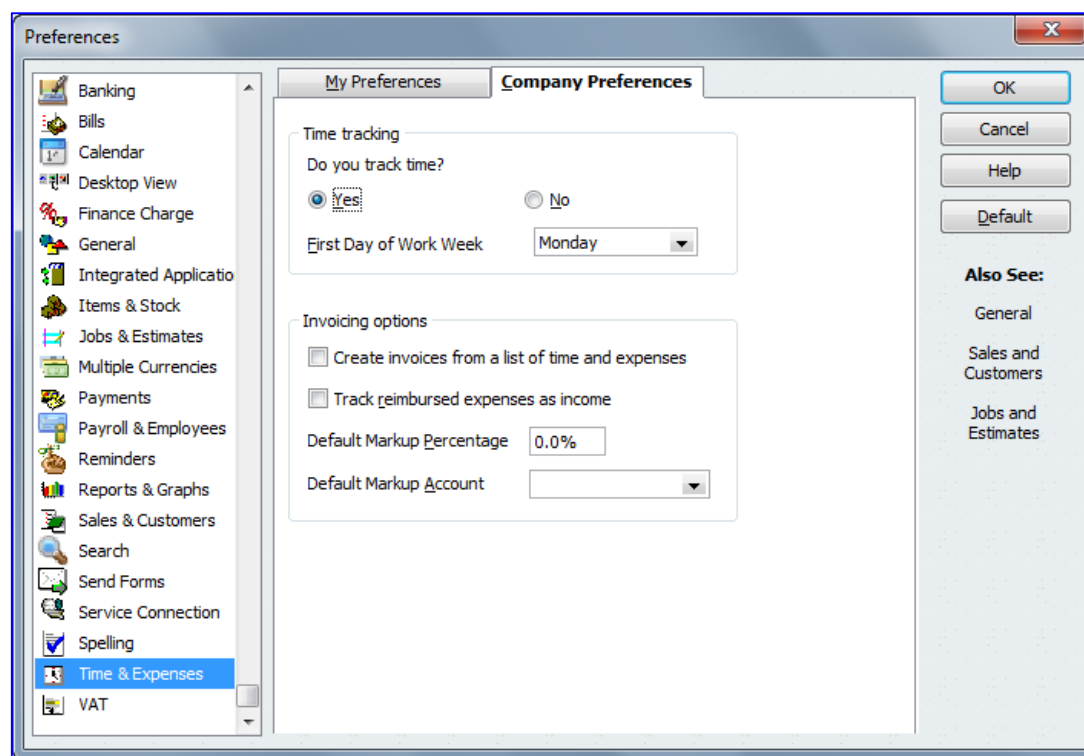 Preferences
Banking
Bills
Calendar
Desktop View
Finance Charge
General
Integrated Applicatio
Items & Stock
Jobs & Estimates
Multiple Currencies
Payments
Payroll & Employees
Reminders
Reports & Graphs
Sales & Customers
Search
Send Forms
Service Connection
Spelling
Time & Expenses
VAT
My Preferences
Company Preferences
Time tracking
Do you track time?
Yes
No
First Day of Work Week
Monday
Invoicing options
Create invoices from a list of time and expenses
Track reimbursed expenses as income
Default Markup Percentage
0.0%
Default Markup Account
OK
Cancel
Help
Default
Also See:
General
Sales and
Customers
Jobs and
Estimates